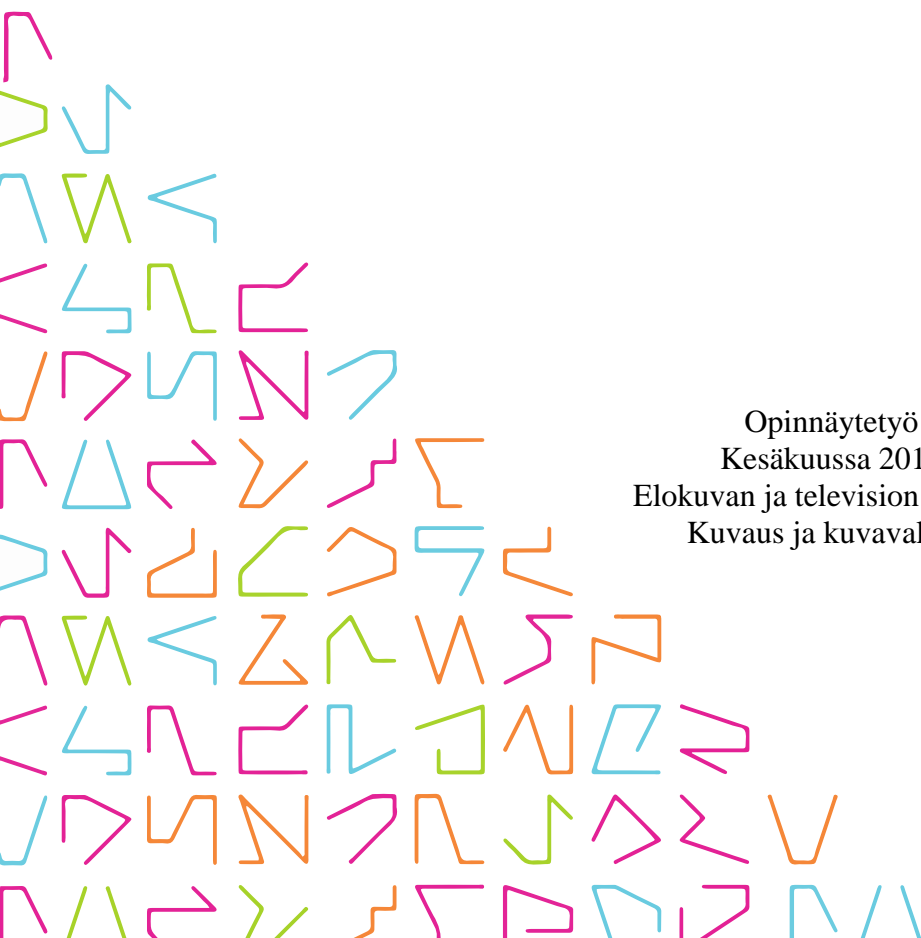 Opinnäytetyö
Kesäkuussa 201
Elokuvan ja television
Kuvaus ja kuvaval